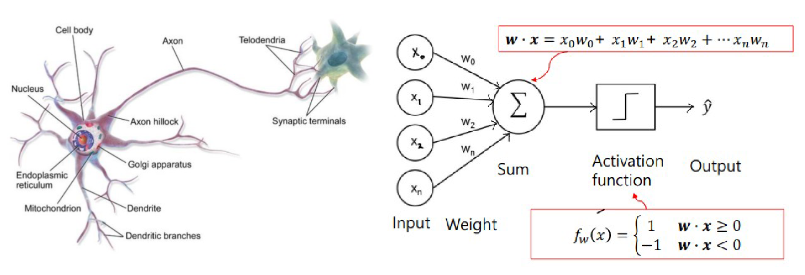 Cell body
Axon
Telodendria
Nucleus
Axon hillock
Synaptic terminals
Golgi apparatus
Endoplasmic
reticulum
Mitochondrion
Dendrite
Dendritic branches
w · x = x₀w₀ + x₁w₁ + x₂w₂ + ⋯ xₙwₙ
x₀ w₀
x₁ w₁
x₂ w₂
xₙ wₙ
Σ
ŷ
Sum
Activation
function
Output
Input Weight
f_w(x) = { 1 w · x ≥ 0
−1 w · x < 0